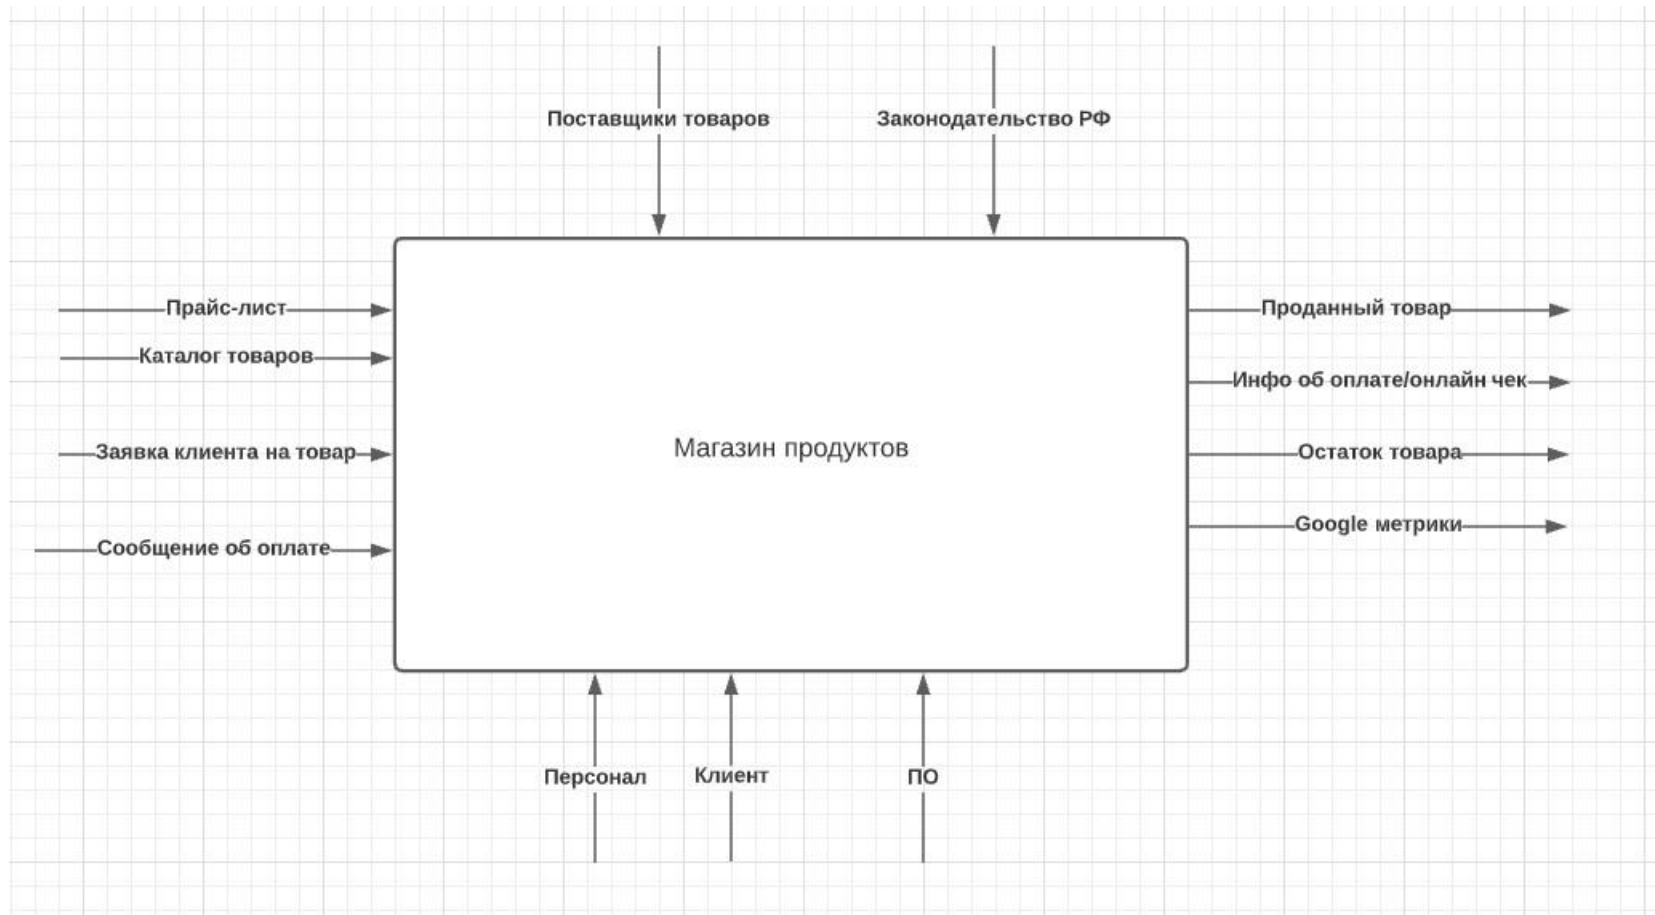 Поставщики товаров
Законодательство РФ
Прайс-лист
Каталог товаров
Заявка клиента на товар
Сообщение об оплате
Магазин продуктов
Проданный товар
Инфо об оплате/онлайн чек
Остаток товара
Google метрики
Персонал
Клиент
ПО